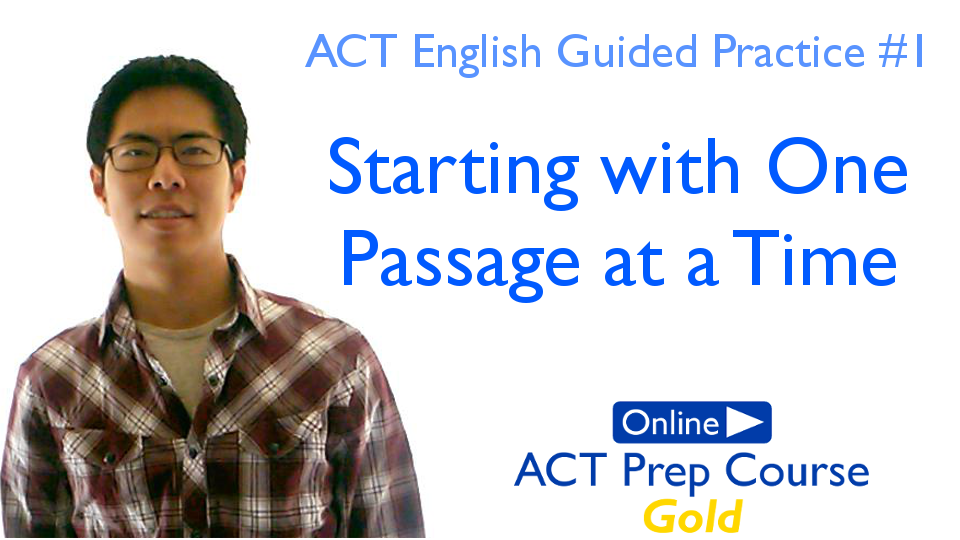 ACT English Guided Practice #1
Starting with One
Passage at a Time
Online
ACT Prep Course
Gold